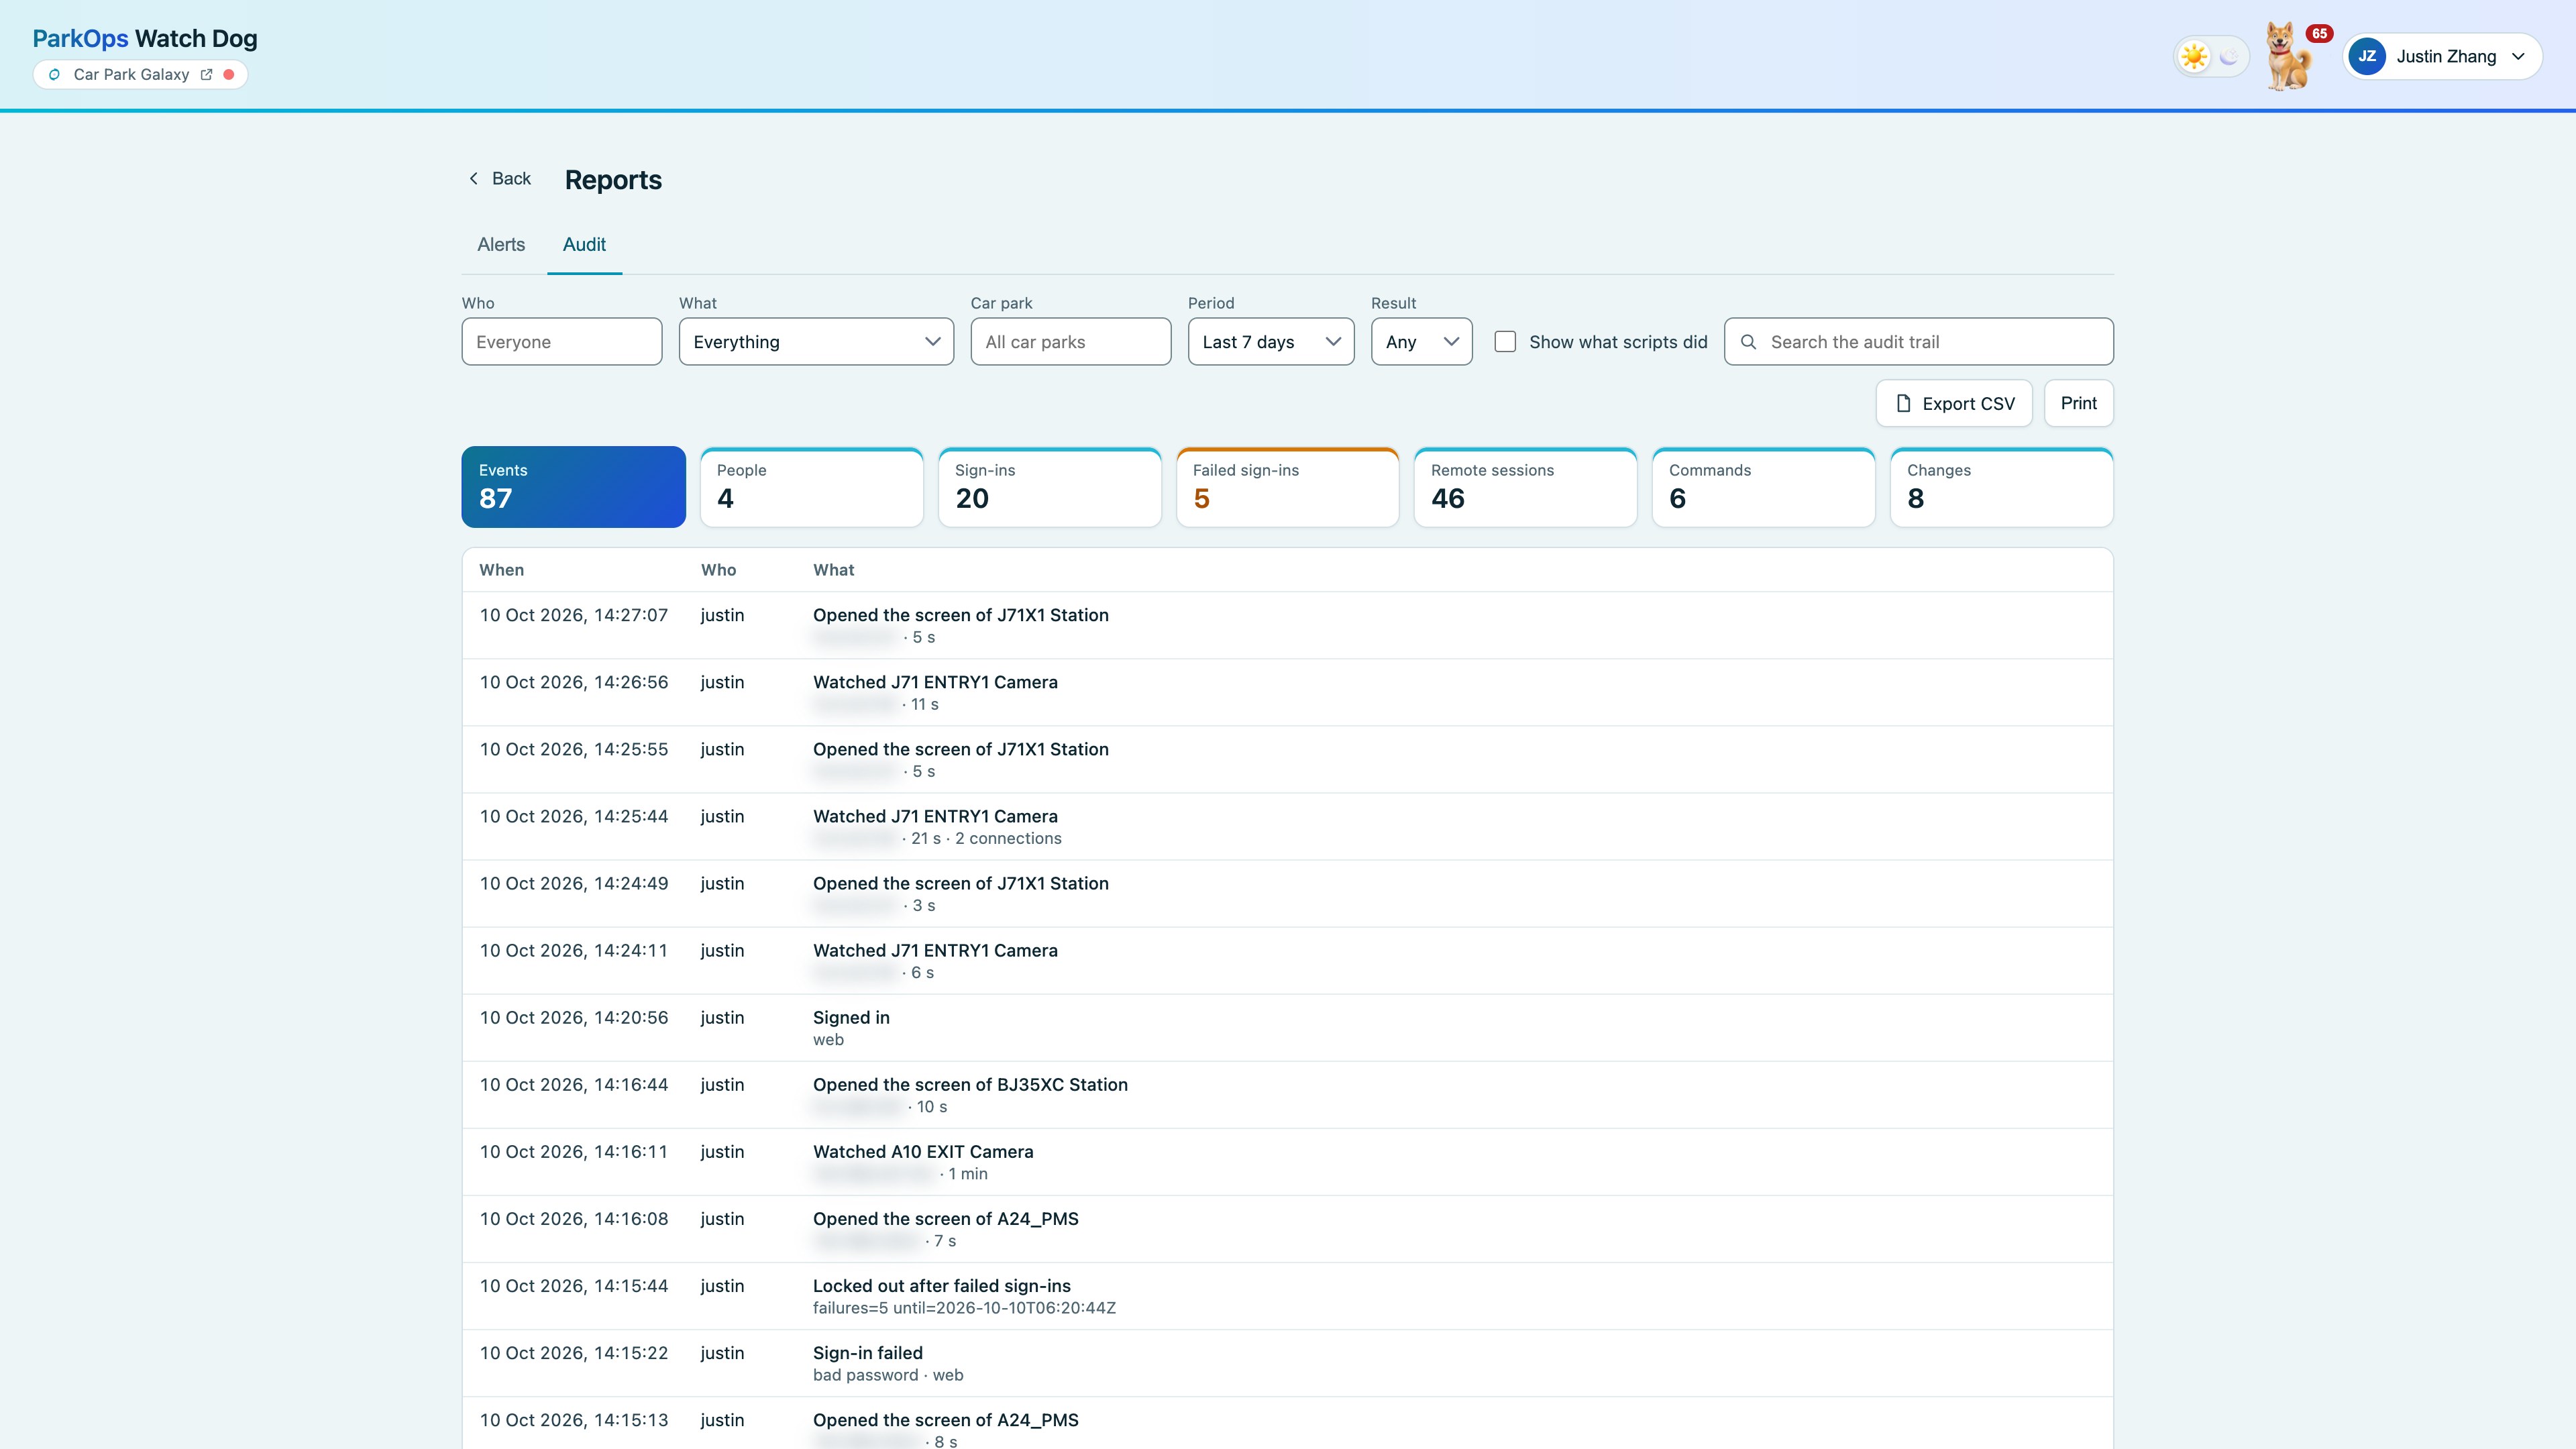 ParkOps Watch Dog
Car Park Galaxy
65
JZ Justin Zhang
Back Reports
Alerts Audit
Who What Car park Period Result
Everyone Everything All car parks Last 7 days Any Show what scripts did Search the audit trail
Export CSV Print
Events People Sign-ins Failed sign-ins Remote sessions Commands Changes
87 4 20 5 46 6 8
When Who What
10 Oct 2026, 14:27:07 justin Opened the screen of J71X1 Station
· 5 s
10 Oct 2026, 14:26:56 justin Watched J71 ENTRY1 Camera
· 11 s
10 Oct 2026, 14:25:55 justin Opened the screen of J71X1 Station
· 5 s
10 Oct 2026, 14:25:44 justin Watched J71 ENTRY1 Camera
· 21 s · 2 connections
10 Oct 2026, 14:24:49 justin Opened the screen of J71X1 Station
· 3 s
10 Oct 2026, 14:24:11 justin Watched J71 ENTRY1 Camera
· 6 s
10 Oct 2026, 14:20:56 justin Signed in
web
10 Oct 2026, 14:16:44 justin Opened the screen of BJ35XC Station
· 10 s
10 Oct 2026, 14:16:11 justin Watched A10 EXIT Camera
· 1 min
10 Oct 2026, 14:16:08 justin Opened the screen of A24_PMS
· 7 s
10 Oct 2026, 14:15:44 justin Locked out after failed sign-ins
failures=5 until=2026-10-10T06:20:44Z
10 Oct 2026, 14:15:22 justin Sign-in failed
bad password · web
10 Oct 2026, 14:15:13 justin Opened the screen of A24_PMS
· 8 s